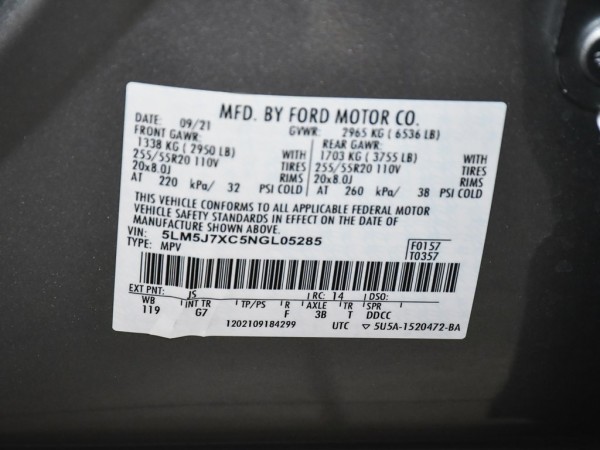 MFD. BY FORD MOTOR CO.
DATE: 09/21 GVWR: 2965 KG ( 6536 LB)
FRONT GAWR: REAR GAWR:
1338 KG ( 2950 LB) WITH 1703 KG ( 3755 LB) WITH
255/55R20 110V TIRES 255/55R20 110V TIRES
20x8.0J RIMS 20x8.0J RIMS
AT 220 kPa/ 32 PSI COLD AT 260 kPa/ 38 PSI COLD
THIS VEHICLE CONFORMS TO ALL APPLICABLE FEDERAL MOTOR
VEHICLE SAFETY STANDARDS IN EFFECT ON THE DATE OF
MANUFACTURE SHOWN ABOVE.
VIN: 5LM5J7XC5NGL05285 F0157
TYPE: MPV T0357
EXT PNT: JS RC: 14 DSO:
WB INT TR TP/PS R AXLE TR SPR
119 G7 F 3B T DDCC
1202109184299 UTC ▽ 5U5A-1520472-BA